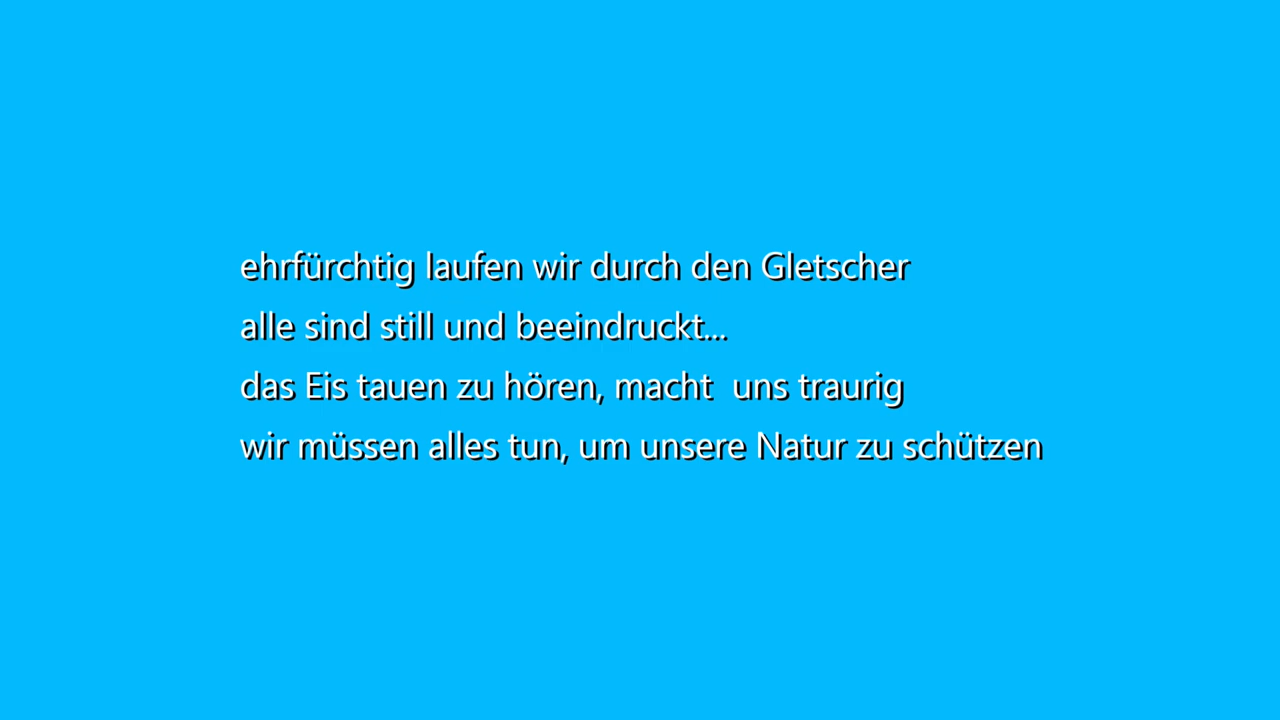 ehrfürchtig laufen wir durch den Gletscher
alle sind still und beeindruckt...
das Eis tauen zu hören, macht  uns traurig
wir müssen alles tun, um unsere Natur zu schützen